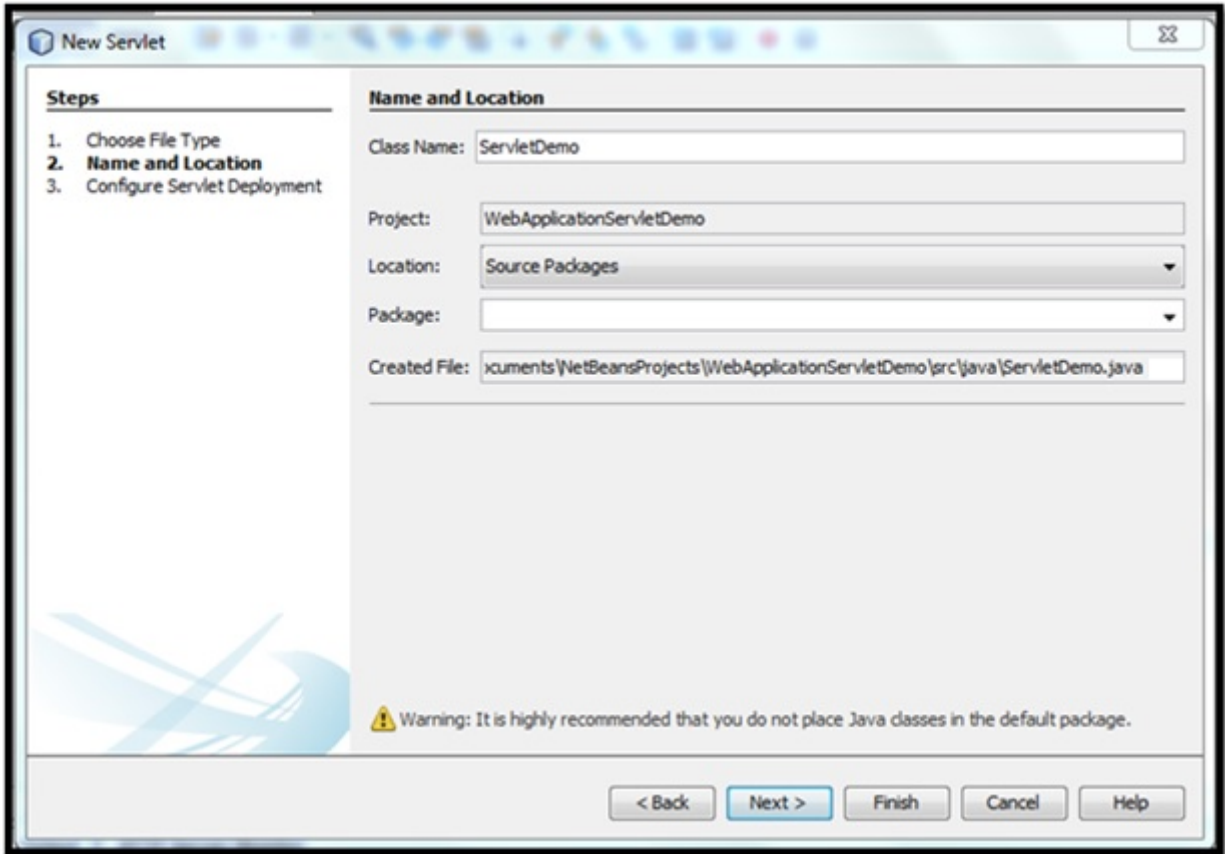 New Servlet
Steps
1. Choose File Type
2. Name and Location
3. Configure Servlet Deployment
Name and Location
Class Name: ServletDemo
Project: WebApplicationServletDemo
Location: Source Packages
Package:
Created File: ocuments\NetBeansProjects\WebApplicationServletDemo\src\java\ServletDemo.java
Warning: It is highly recommended that you do not place Java classes in the default package.
< Back Next > Finish Cancel Help